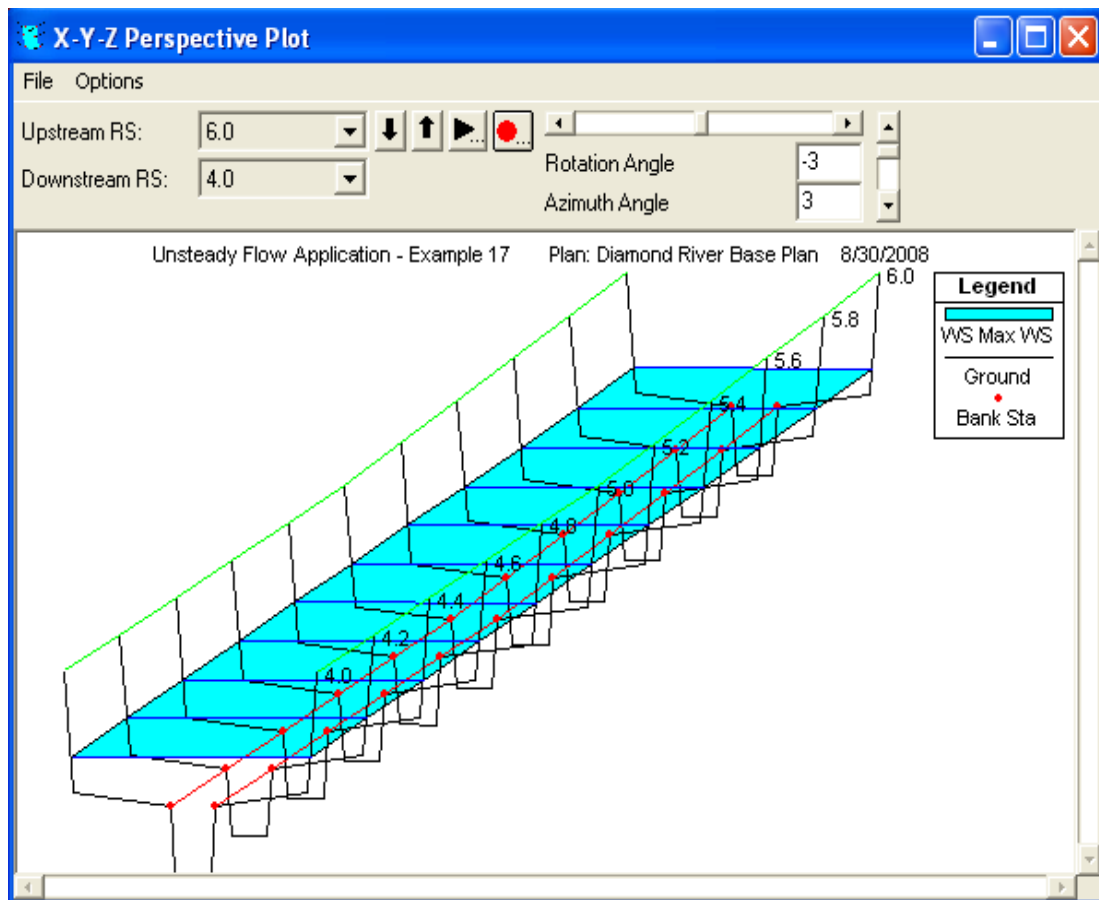 X-Y-Z Perspective Plot
File Options
Upstream RS: 6.0
Downstream RS: 4.0
Rotation Angle -3
Azimuth Angle 3
Unsteady Flow Application - Example 17 Plan: Diamond River Base Plan 8/30/2008
6.0
5.8
5.6
5.4
5.2
5.0
4.8
4.6
4.4
4.2
4.0
Legend
WS Max WS
Ground
Bank Sta